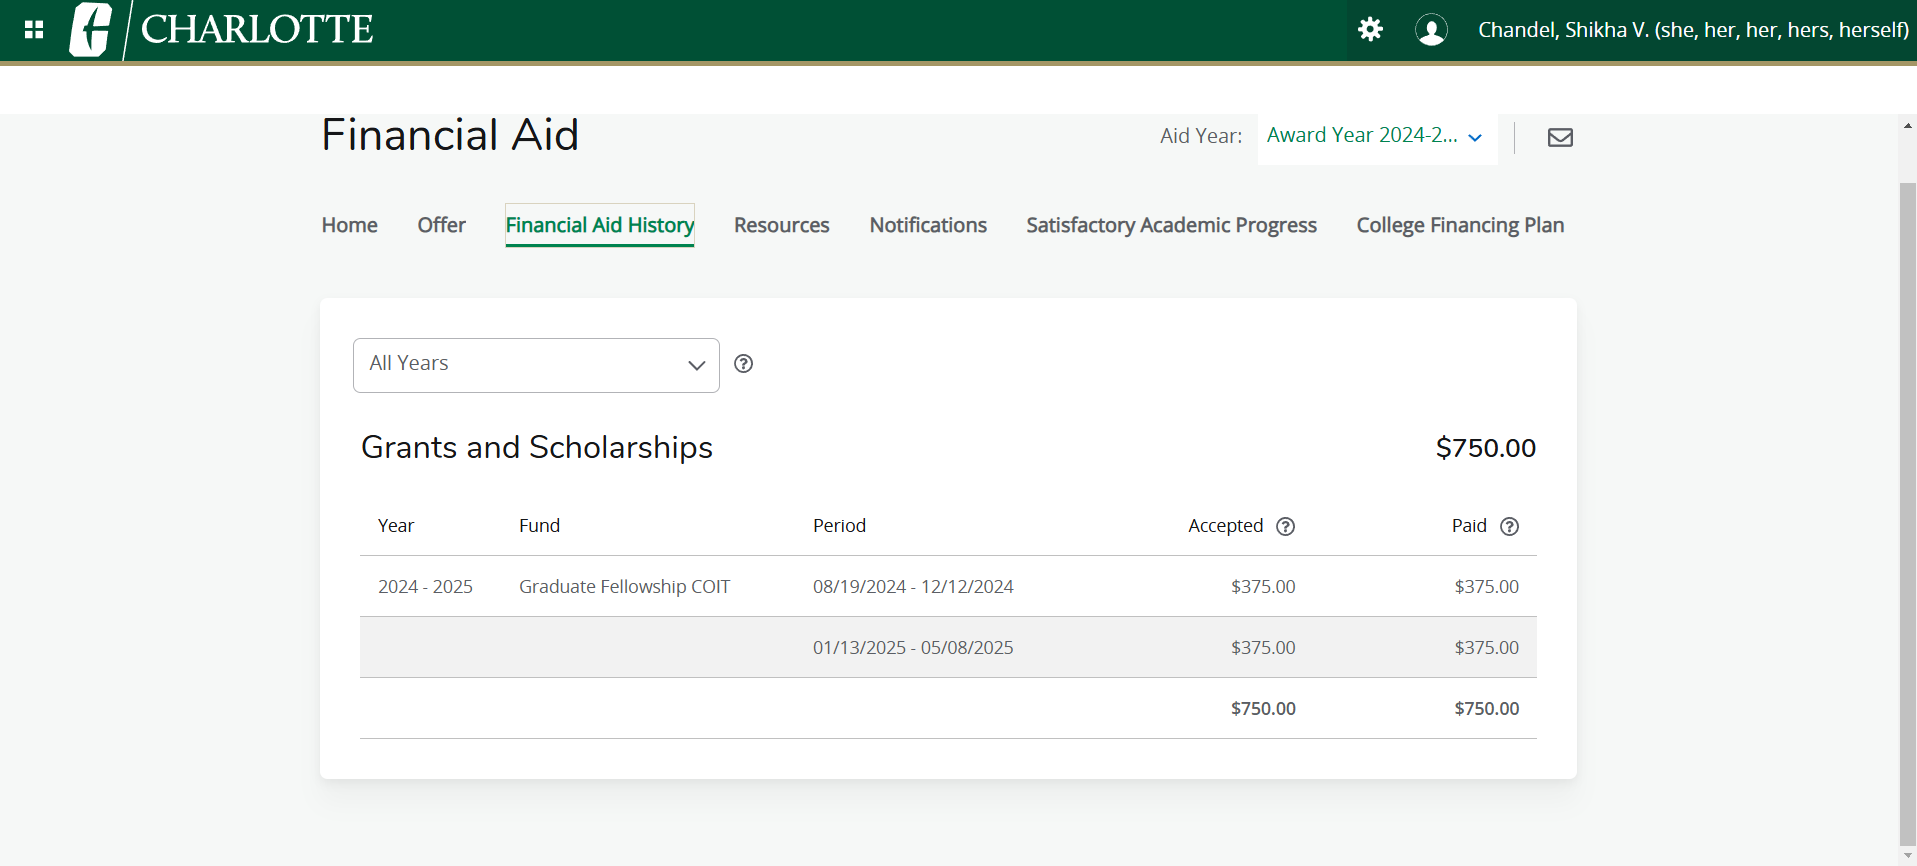 CHARLOTTE
Chandel, Shikha V. (she, her, her, hers, herself)
Financial Aid
Aid Year: Award Year 2024-2...
Home Offer Financial Aid History Resources Notifications Satisfactory Academic Progress College Financing Plan
All Years
Grants and Scholarships $750.00
Year Fund Period Accepted Paid
2024 - 2025 Graduate Fellowship COIT 08/19/2024 - 12/12/2024 $375.00 $375.00
01/13/2025 - 05/08/2025 $375.00 $375.00
$750.00 $750.00